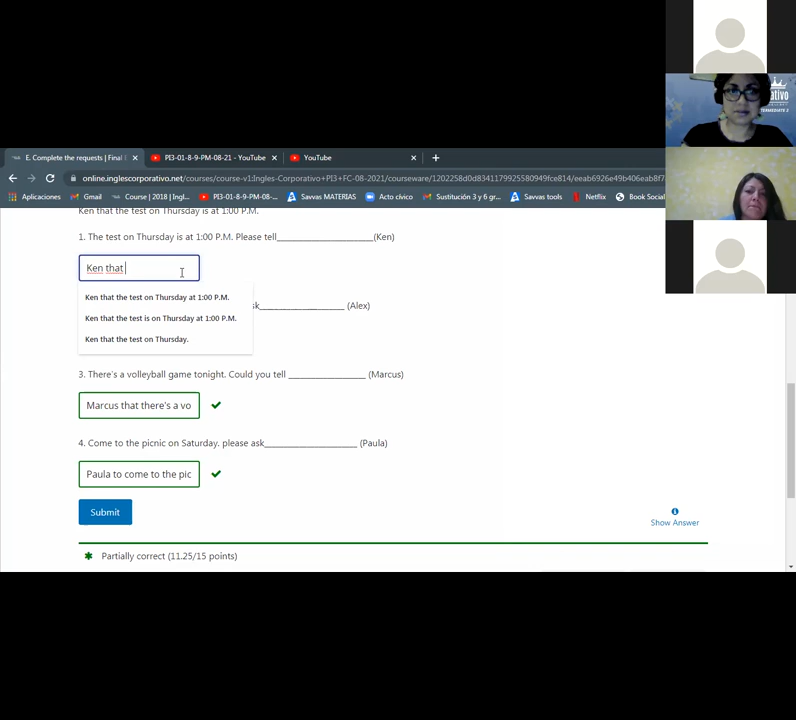 ativo
TERMEDIATE 2
E. Complete the requests | Final E
PI3-01-8-9-PM-08-21 - YouTube
YouTube
online.inglescorporativo.net/courses/course-v1:Ingles-Corporativo+PI3+FC-08-2021/courseware/1202258d0d8341179925580949fce814/eeab6926e49b406eab8f7
Aplicaciones
Gmail
Course | 2018 | Ingl...
PI3-01-8-9-PM-08-...
Savvas MATERIAS
Acto cívico
Sustitución 3 y 6 gr...
Savvas tools
Netflix
Book Social
Ken that the test on Thursday is at 1:00 P.M.
1. The test on Thursday is at 1:00 P.M. Please tell____________________(Ken)
Ken that
Ken that the test on Thursday at 1:00 P.M.
sk__________________ (Alex)
Ken that the test is on Thursday at 1:00 P.M.
Ken that the test on Thursday.
3. There's a volleyball game tonight. Could you tell ________________ (Marcus)
Marcus that there's a vo
4. Come to the picnic on Saturday. please ask____________________ (Paula)
Paula to come to the pic
Submit
Show Answer
Partially correct (11.25/15 points)